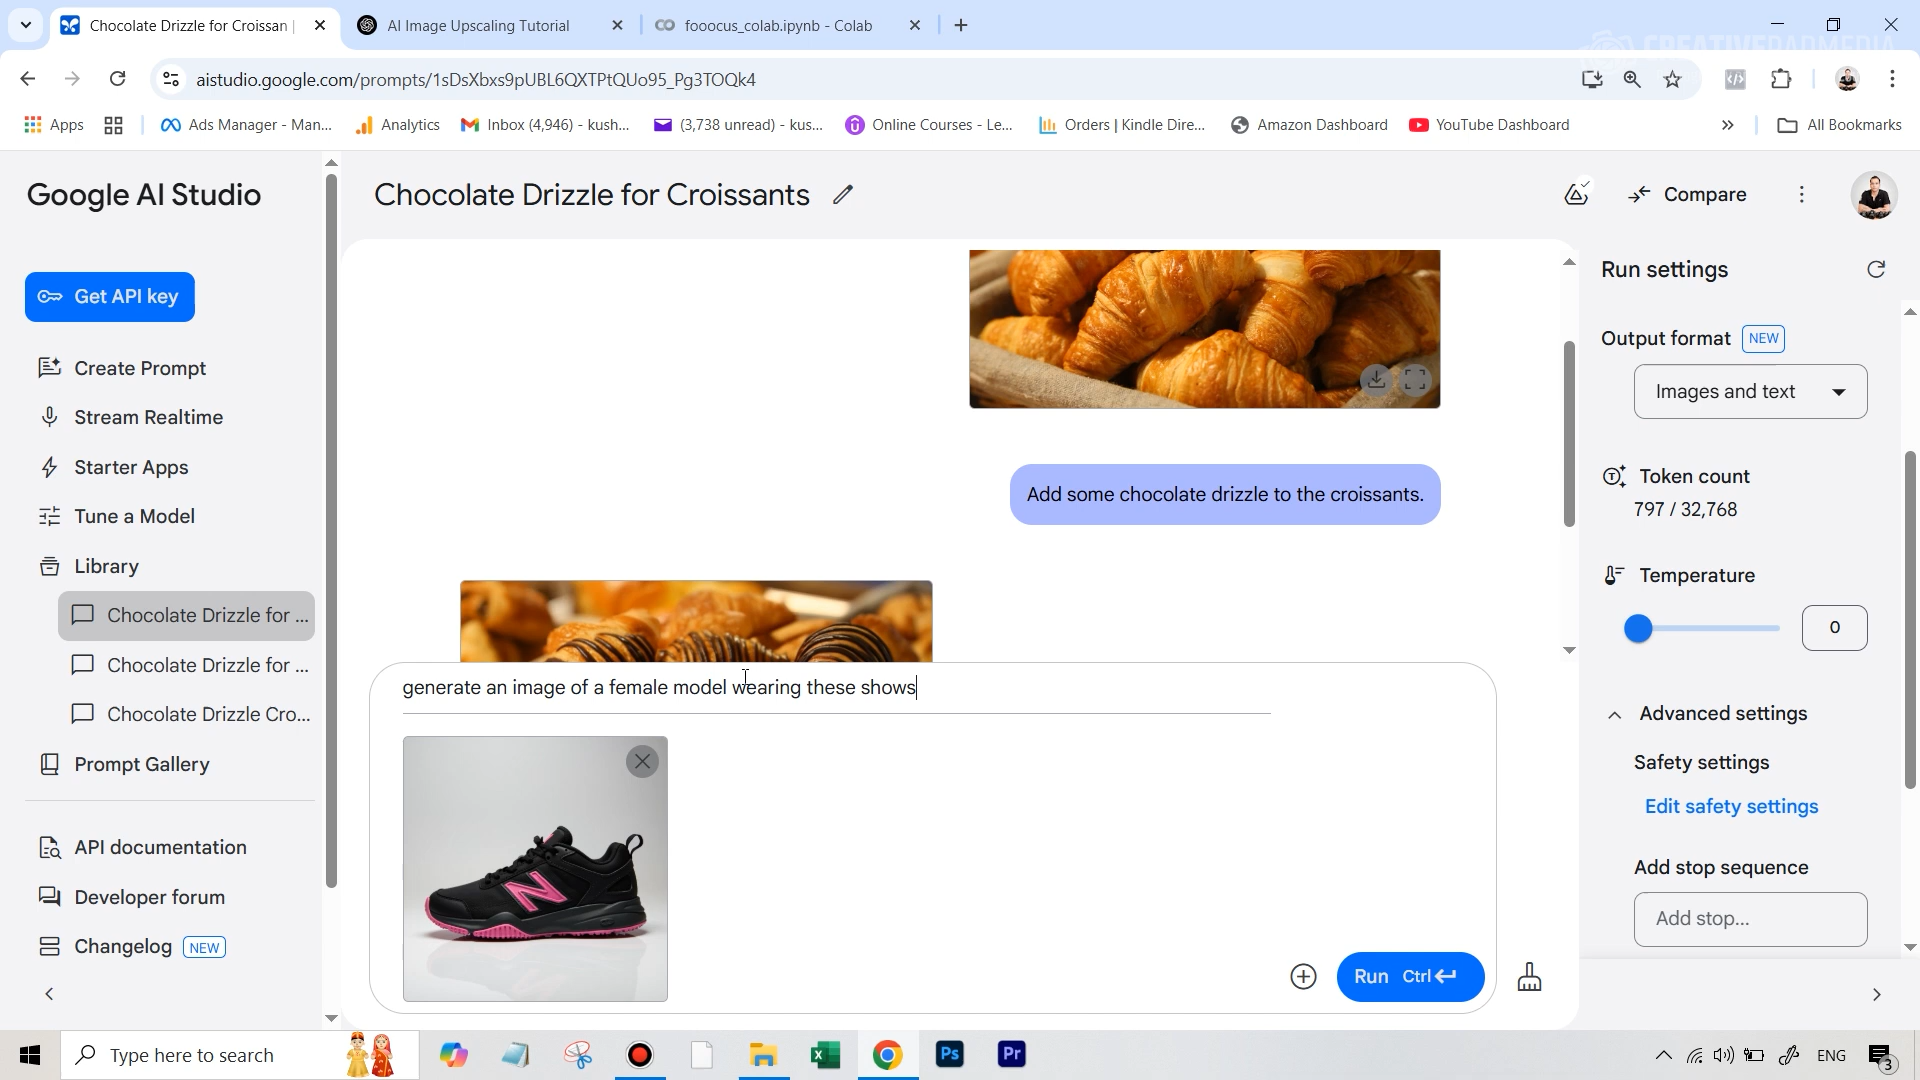 Chocolate Drizzle for Croissan
AI Image Upscaling Tutorial
fooocus_colab.ipynb - Colab
CREATIVEDADMEDIA
aistudio.google.com/prompts/1sDsXbxs9pUBL6QXTPtQUo95_Pg3TOQk4
Apps
Ads Manager - Man...
Analytics
Inbox (4,946) - kush...
(3,738 unread) - kus...
Online Courses - Le...
Orders | Kindle Dire...
Amazon Dashboard
YouTube Dashboard
All Bookmarks
Google AI Studio
Chocolate Drizzle for Croissants
Compare
Get API key
Create Prompt
Stream Realtime
Starter Apps
Tune a Model
Library
Chocolate Drizzle for ...
Chocolate Drizzle for ...
Chocolate Drizzle Cro...
Prompt Gallery
API documentation
Developer forum
Changelog NEW
Add some chocolate drizzle to the croissants.
generate an image of a female model wearing these shows
N
Run Ctrl
Run settings
Output format NEW
Images and text
Token count
797 / 32,768
Temperature
0
Advanced settings
Safety settings
Edit safety settings
Add stop sequence
Add stop...
Type here to search
Ps
Pr
ENG
3